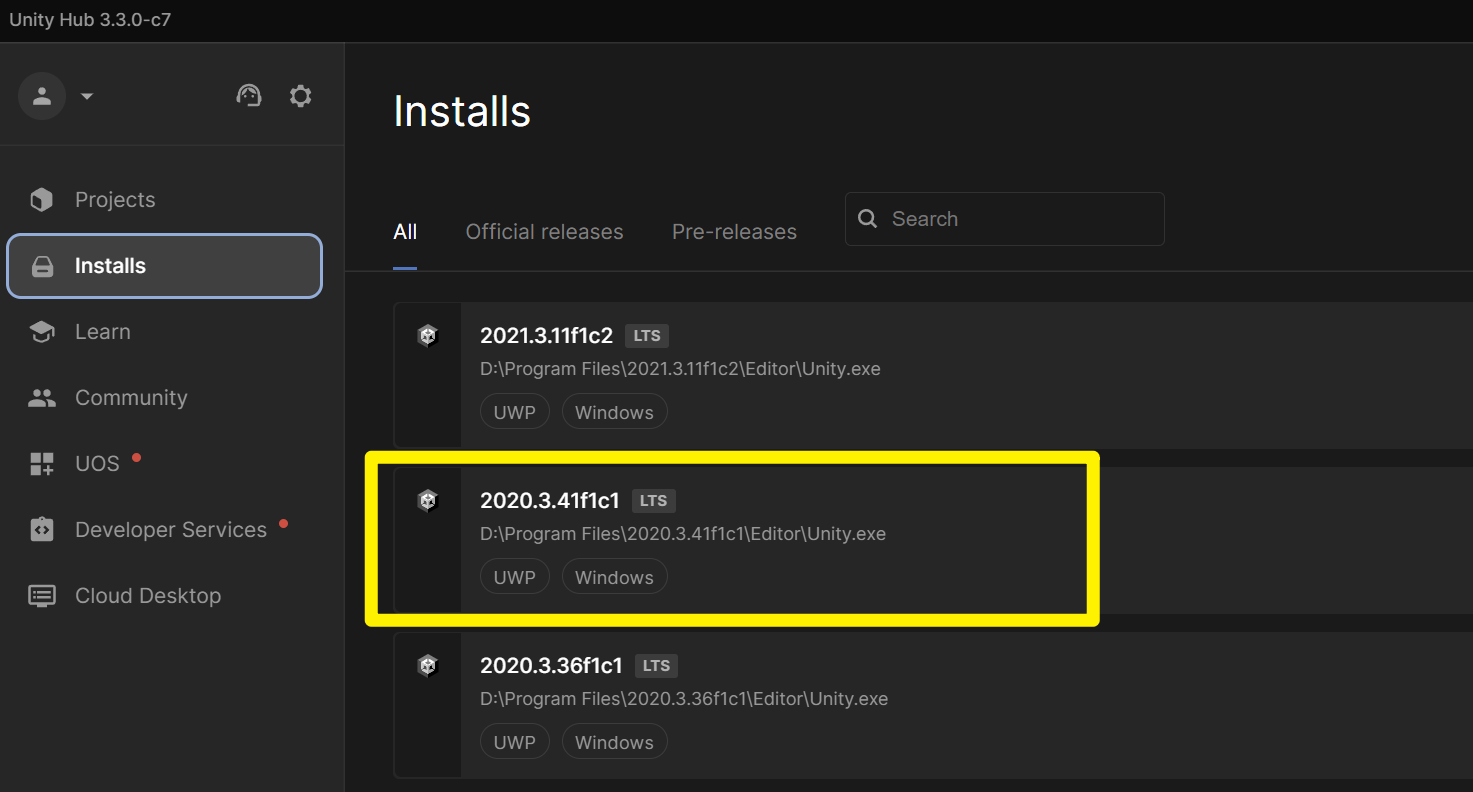 Unity Hub 3.3.0-c7
Installs
Projects
All
Official releases
Pre-releases
Search
Installs
2021.3.11f1c2 LTS
Learn
D:\Program Files\2021.3.11f1c2\Editor\Unity.exe
Community
UWP
Windows
UOS
2020.3.41f1c1 LTS
Developer Services
D:\Program Files\2020.3.41f1c1\Editor\Unity.exe
UWP
Windows
Cloud Desktop
2020.3.36f1c1 LTS
D:\Program Files\2020.3.36f1c1\Editor\Unity.exe
UWP
Windows